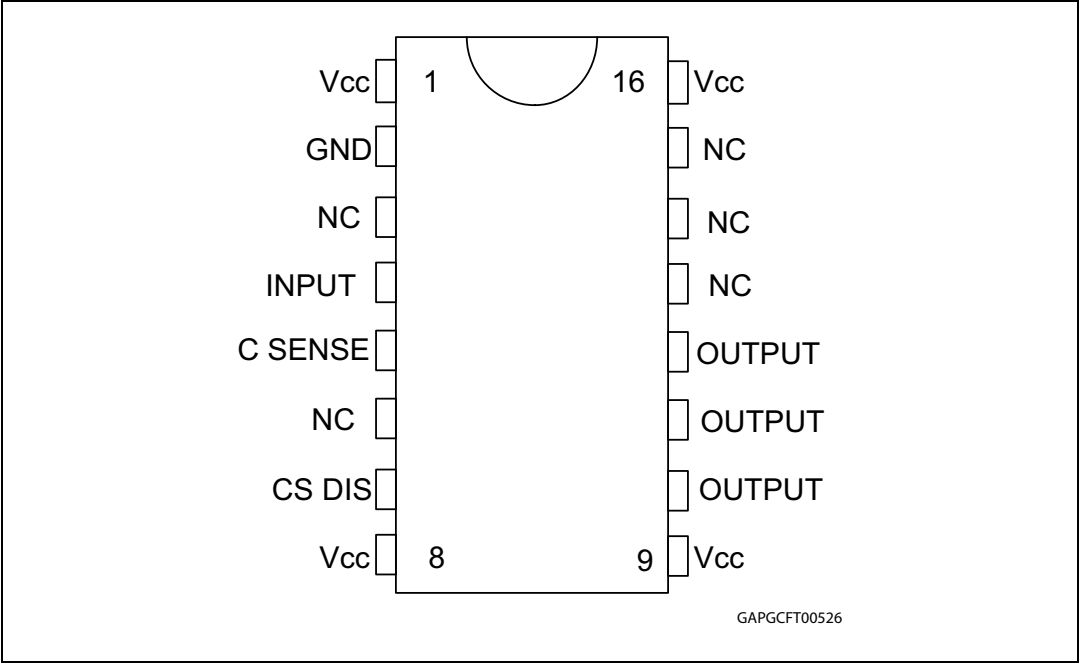 Vcc 1 16 Vcc
GND NC
NC NC
INPUT NC
C SENSE OUTPUT
NC OUTPUT
CS DIS OUTPUT
Vcc 8 9 Vcc
GAPGCFT00526